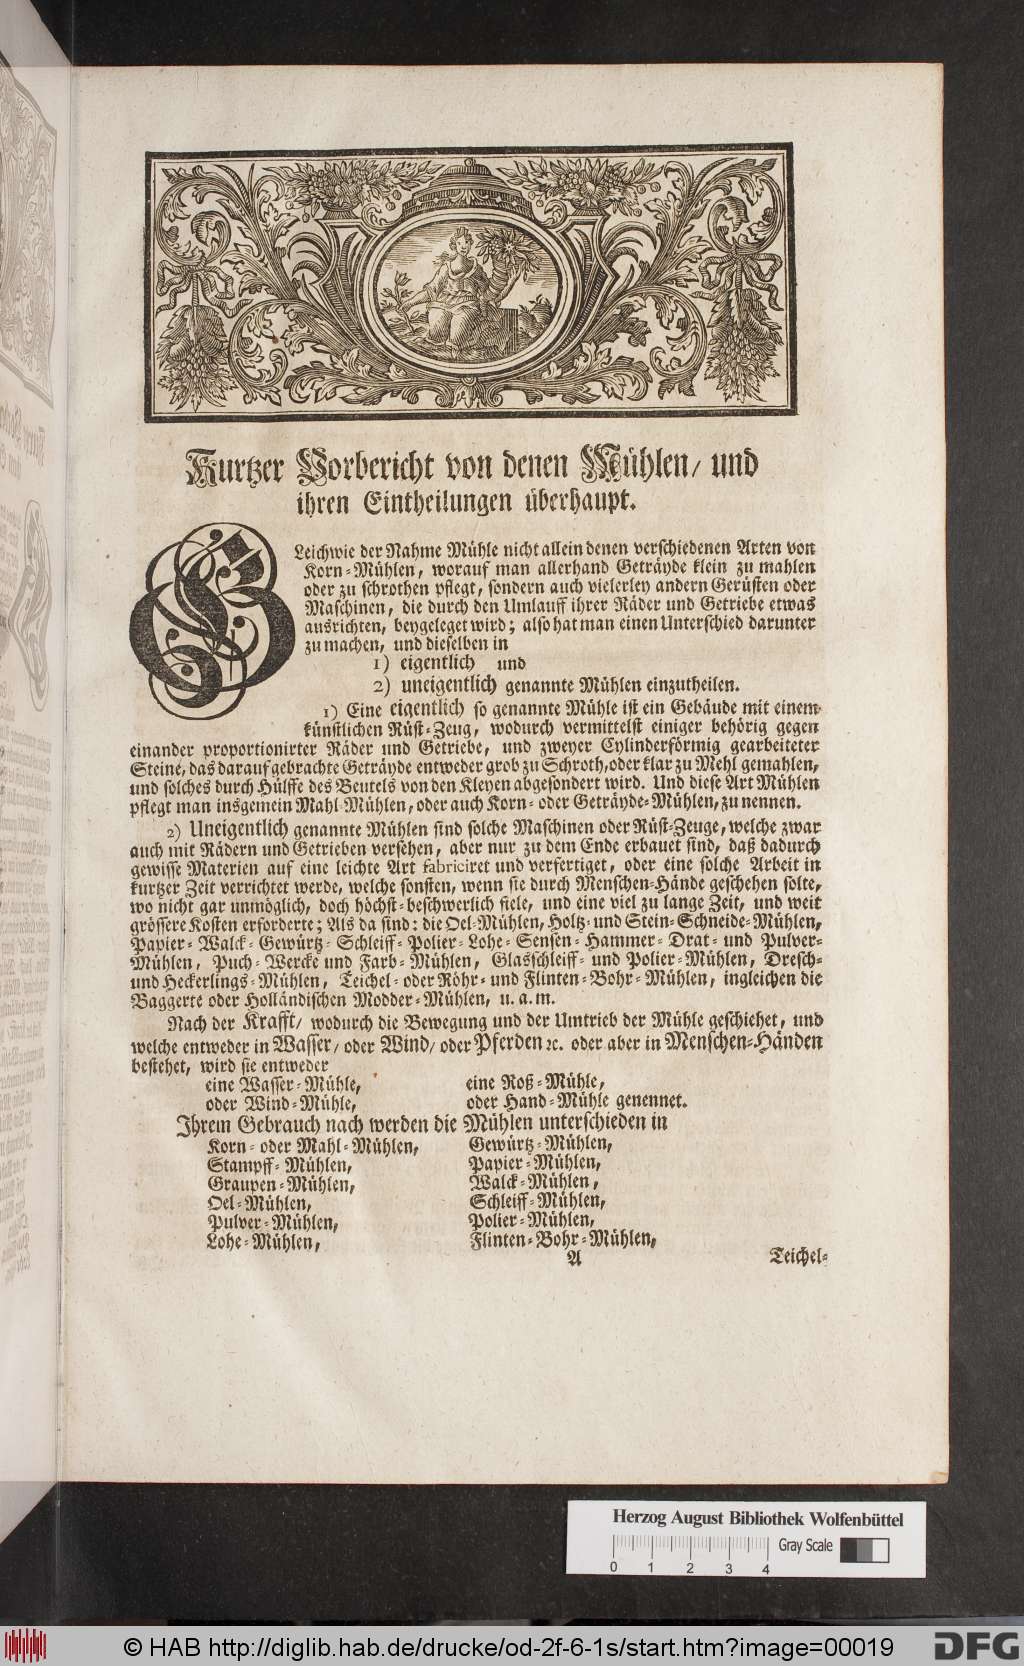 Kurtzer Vorbericht von denen Mühlen/ und
ihren Eintheilungen überhaupt.
GLeichwie der Nahme Mühle nicht allein denen verschiedenen Arten von
Korn-Mühlen, worauf man allerhand Geträyde klein zu mahlen
oder zu schrothen pflegt, sondern auch vielerley andern Gerüsten oder
Maschinen, die durch den Umlauff ihrer Räder und Getriebe etwas
ausrichten, beygeleget wird; also hat man einen Unterschied darunter
zu machen, und dieselben in
1) eigentlich und
2) uneigentlich genannte Mühlen einzutheilen.
1) Eine eigentlich so genannte Mühle ist ein Gebäude mit einem
künstlichen Rüst-Zeug, wodurch vermittelst einiger behörig gegen
einander proportionirter Räder und Getriebe, und zweyer Cylinderförmig gearbeiteter
Steine, das darauf gebrachte Geträyde entweder grob zu Schroth, oder klar zu Mehl gemahlen,
und solches durch Hülffe des Beutels von den Kleyen abgesondert wird. Und diese Art Mühlen
pflegt man insgemein Mahl-Mühlen, oder auch Korn- oder Geträyde-Mühlen, zu nennen.
2) Uneigentlich genannte Mühlen sind solche Maschinen oder Rüst-Zeuge, welche zwar
auch mit Rädern und Getrieben versehen, aber nur zu dem Ende erbauet sind, daß dadurch
gewisse Materien auf eine leichte Art fabriciret und verfertiget, oder eine solche Arbeit in
kurtzer Zeit verrichtet werde, welche sonsten, wenn sie durch Menschen-Hände geschehen solte,
wo nicht gar unmöglich, doch höchst-beschwerlich fiele, und eine viel zu lange Zeit, und weit
grössere Kosten erforderte; Als da sind: die Oel-Mühlen, Holtz- und Stein-Schneide-Mühlen,
Papier- Walck- Gewürtz- Schleiff- Polier- Lohe- Sensen- Hammer- Drat- und Pulver-
Mühlen, Puch- Wercke und Farb- Mühlen, Glasschleiff- und Polier-Mühlen, Dresch-
und Heckerlings-Mühlen, Teichel- oder Röhr- und Flinten-Bohr-Mühlen, ingleichen die
Baggerte oder Holländischen Modder-Mühlen, u. a. m.
Nach der Krafft/ wodurch die Bewegung und der Umtrieb der Mühle geschiehet, und
welche entweder in Wasser/ oder Wind/ oder Pferden ꝛc. oder aber in Menschen-Händen
bestehet, wird sie entweder
eine Wasser-Mühle, eine Roß-Mühle,
oder Wind-Mühle, oder Hand-Mühle genennet.
Ihrem Gebrauch nach werden die Mühlen unterschieden in
Korn- oder Mahl-Mühlen, Gewürtz-Mühlen,
Stampff-Mühlen, Papier-Mühlen,
Graupen-Mühlen, Walck-Mühlen,
Oel-Mühlen, Schleiff-Mühlen,
Pulver-Mühlen, Polier-Mühlen,
Lohe-Mühlen, Flinten-Bohr-Mühlen,
A Teichel-
Herzog August Bibliothek Wolfenbüttel
Gray Scale
0 1 2 3 4
© HAB http://diglib.hab.de/drucke/od-2f-6-1s/start.htm?image=00019
DFG